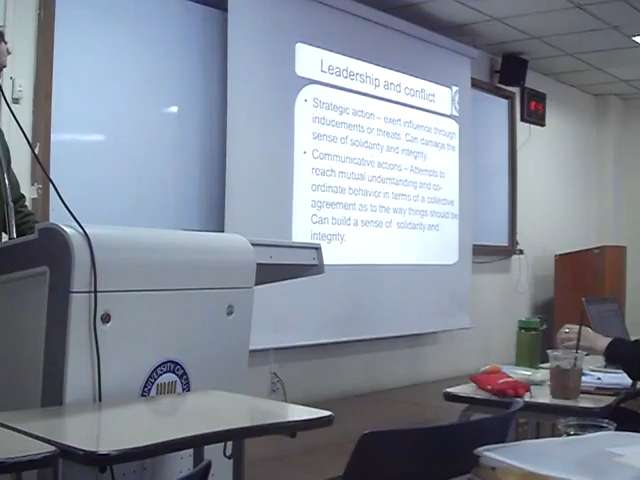 Leadership and conflict
• Strategic action – exert influence through
inducements or threats. Can damage the
sense of solidarity and integrity.
• Communicative actions – Attempts to
reach mutual understanding and co-
ordinate behavior in terms of a collective
agreement as to the way things should be
Can build a sense of solidarity and
integrity.
UNIVERSITY OF